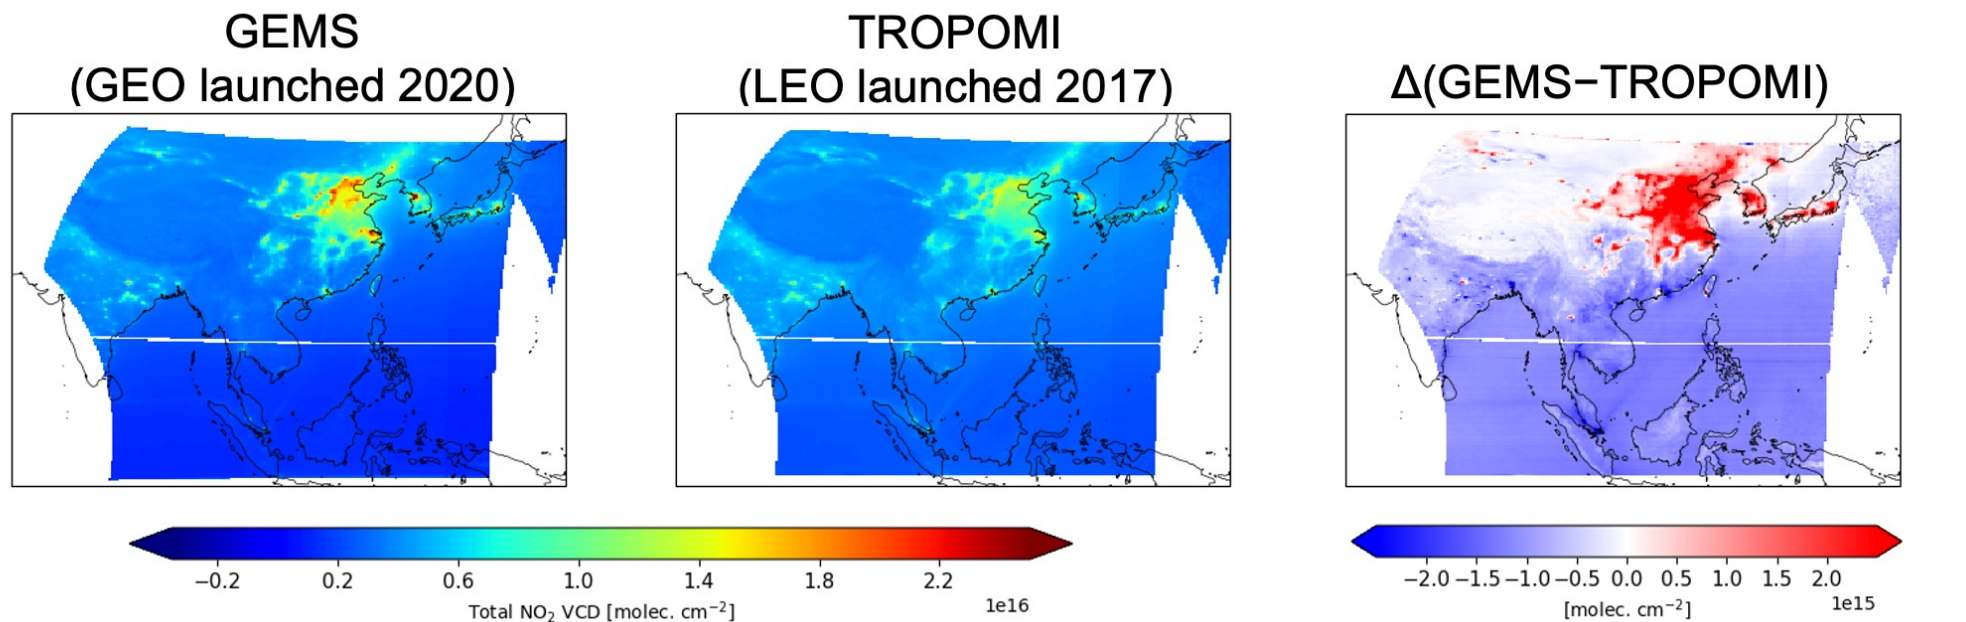 GEMS
(GEO launched 2020)
TROPOMI
(LEO launched 2017)
Δ(GEMS−TROPOMI)
−0.2 0.2 0.6 1.0 1.4 1.8 2.2
1e16
Total NO₂ VCD [molec. cm⁻²]
−2.0 −1.5 −1.0 −0.5 0.0 0.5 1.0 1.5 2.0
1e15
[molec. cm⁻²]